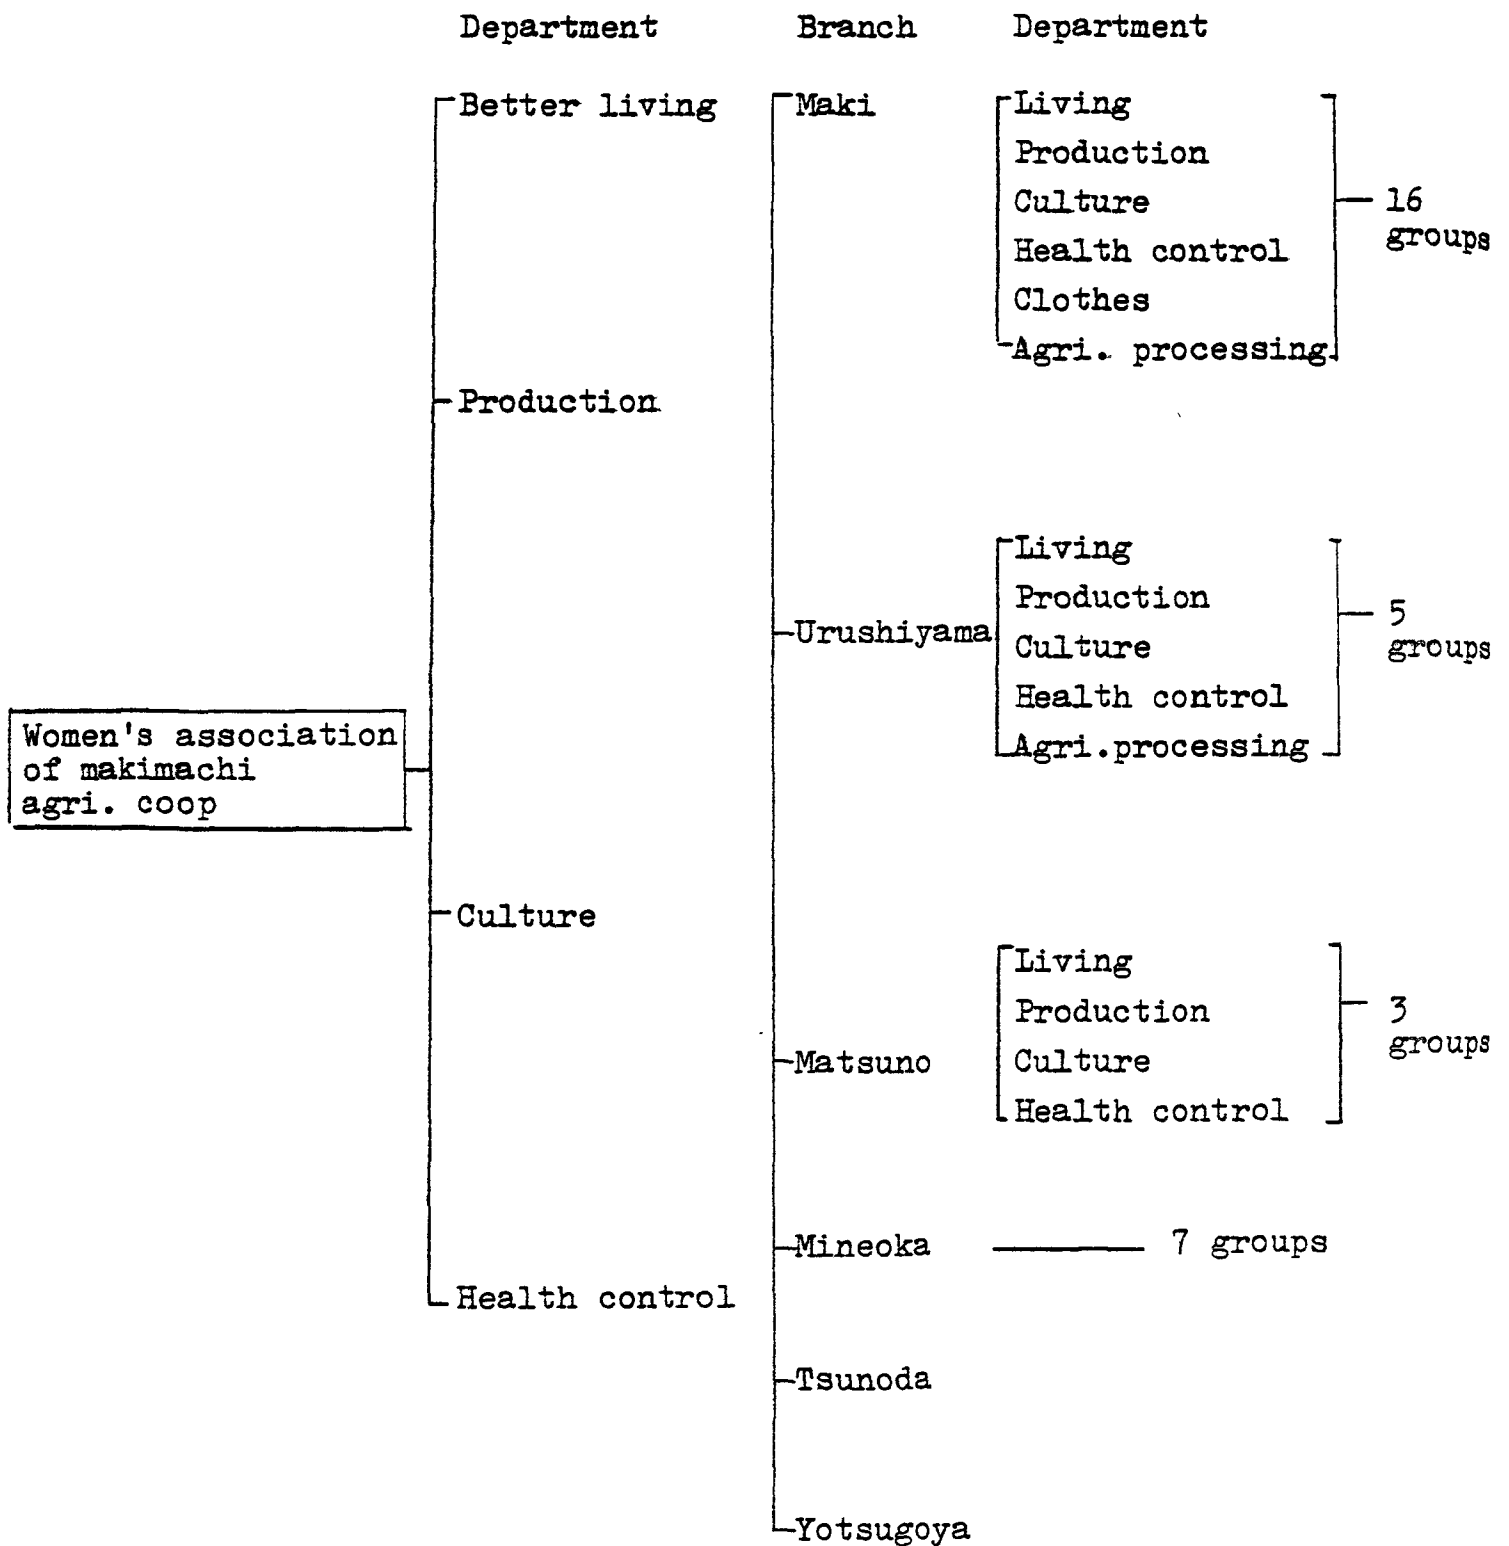 Department Branch Department
Better living
Maki
Living
Production
Culture
Health control
Clothes
Agri. processing
16
groups
Production
Urushiyama
Living
Production
Culture
Health control
Agri.processing
5
groups
Women's association
of makimachi
agri. coop
Culture
Matsuno
Living
Production
Culture
Health control
3
groups
Mineoka 7 groups
Health control
Tsunoda
Yotsugoya